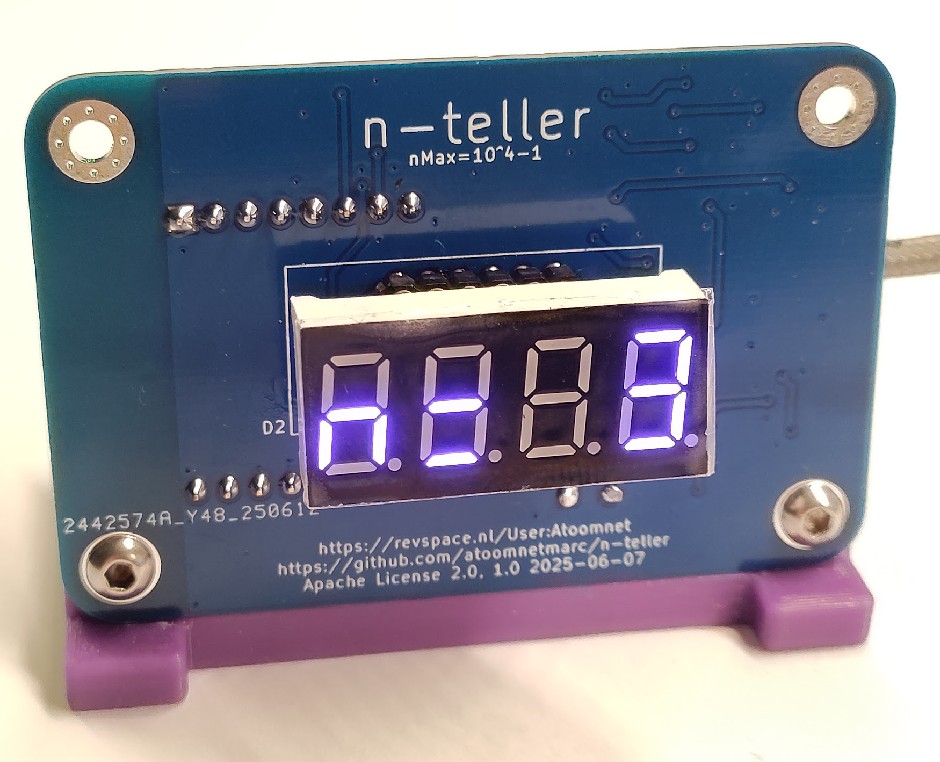 n-teller
nMax=10^4-1
n= 3
D2
2442574A_Y48_250612
https://revspace.nl/User:Atoomnet
https://github.com/atoomnetmarc/n-teller
Apache License 2.0, 1.0 2025-06-07